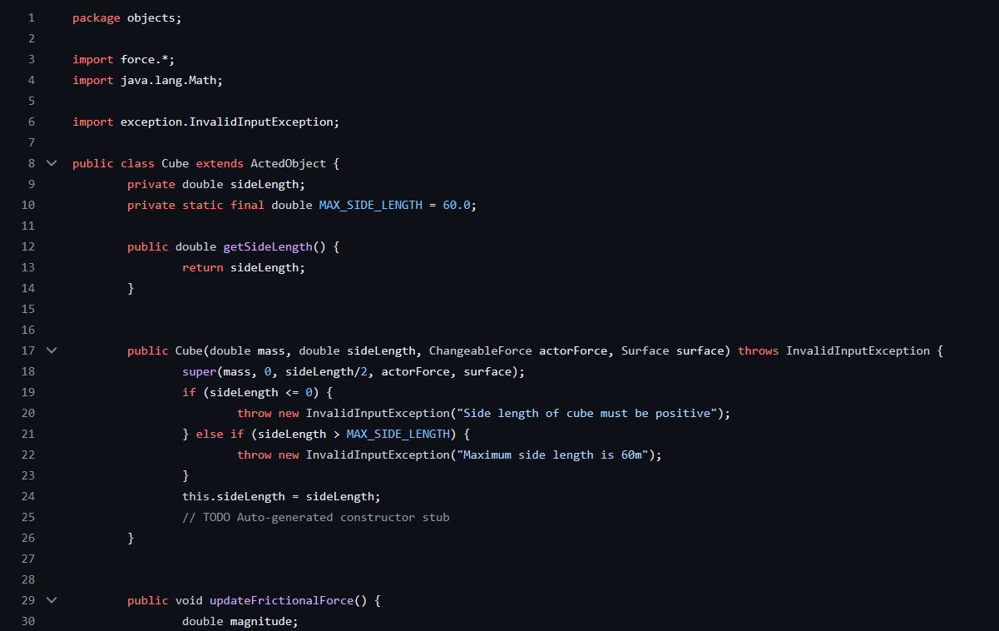 1 package objects;
2
3 import force.*;
4 import java.lang.Math;
5
6 import exception.InvalidInputException;
7
8 public class Cube extends ActedObject {
9 private double sideLength;
10 private static final double MAX_SIDE_LENGTH = 60.0;
11
12 public double getSideLength() {
13 return sideLength;
14 }
15
16
17 public Cube(double mass, double sideLength, ChangeableForce actorForce, Surface surface) throws InvalidInputException {
18 super(mass, 0, sideLength/2, actorForce, surface);
19 if (sideLength <= 0) {
20 throw new InvalidInputException("Side length of cube must be positive");
21 } else if (sideLength > MAX_SIDE_LENGTH) {
22 throw new InvalidInputException("Maximum side length is 60m");
23 }
24 this.sideLength = sideLength;
25 // TODO Auto-generated constructor stub
26 }
27
28
29 public void updateFrictionalForce() {
30 double magnitude;